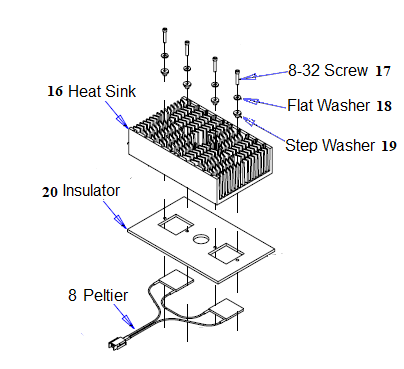 8-32 Screw 17
16 Heat Sink
Flat Washer 18
Step Washer 19
20 Insulator
8 Peltier